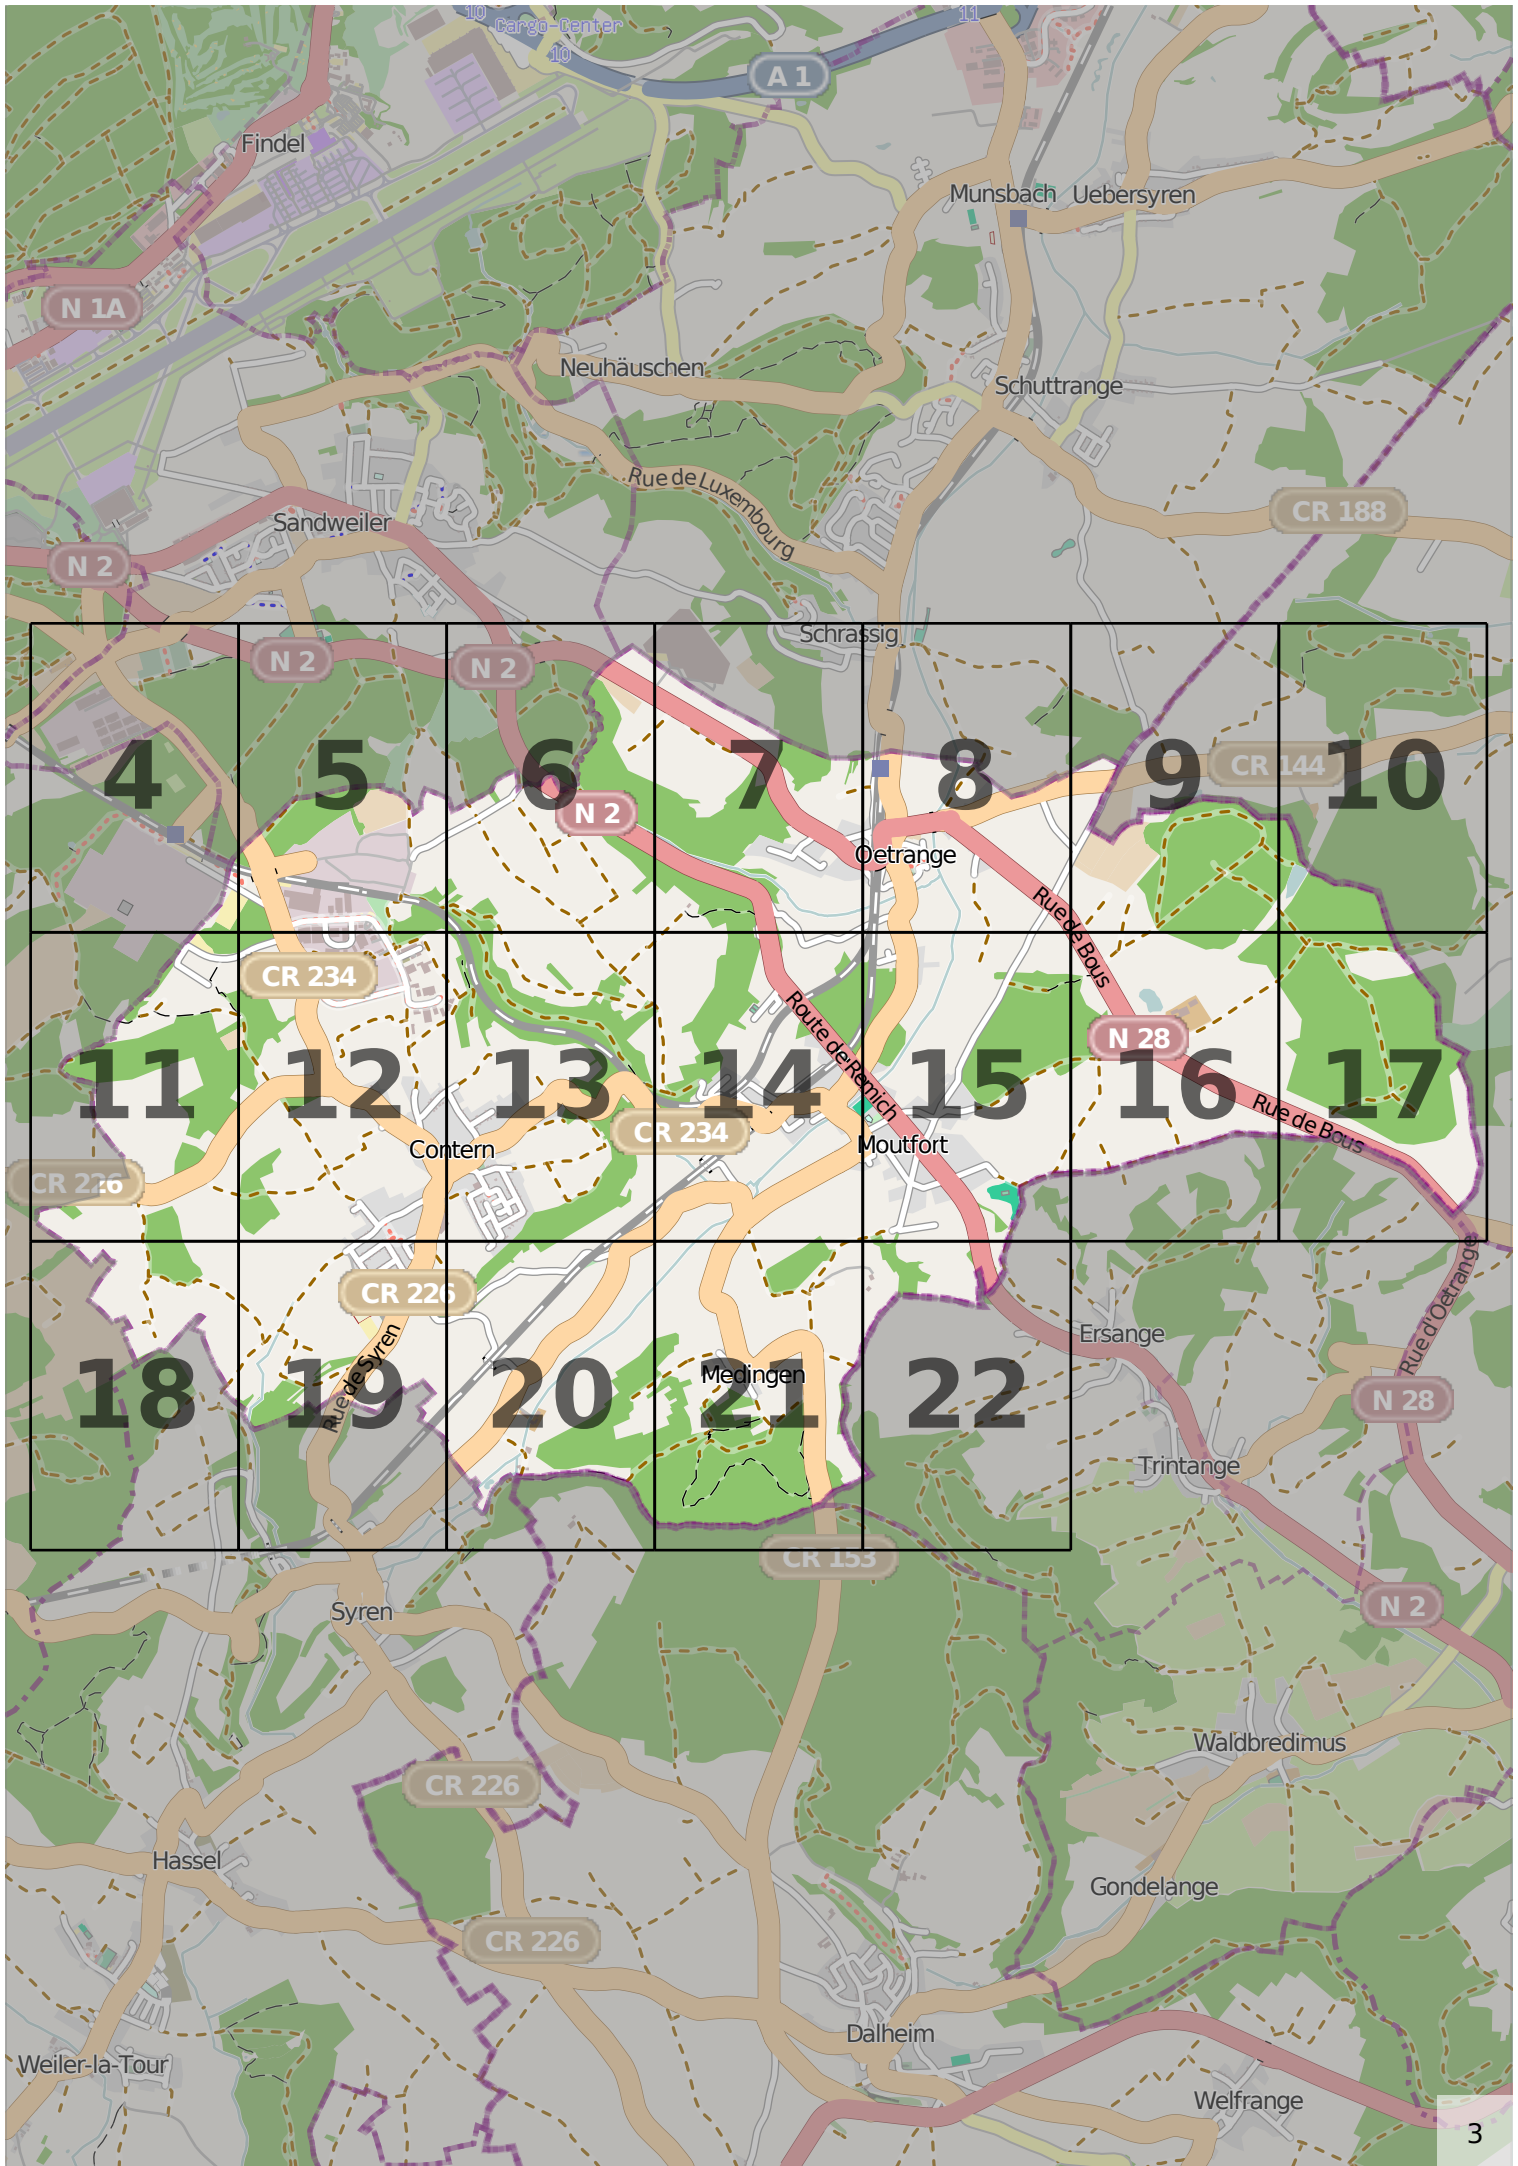 10
Cargo-Center
10
11
A 1
Findel
Munsbach
Uebersyren
N 1A
Neuhäuschen
Schuttrange
Rue de Luxembourg
CR 188
Sandweiler
N 2
Schrassig
N 2
N 2
4
5
6
7
8
9
10
CR 144
N 2
Oetrange
Rue de Bous
CR 234
Route de Remich
N 28
11
12
13
14
15
16
17
Rue de Bous
CR 234
Contern
Moutfort
CR 226
CR 226
Rue d'Oetrange
Ersange
Rue de Syren
Medingen
18
19
20
21
22
N 28
Trintange
CR 153
Syren
N 2
Waldbredimus
CR 226
Hassel
Gondelange
CR 226
Dalheim
Weiler-la-Tour
Welfrange
3